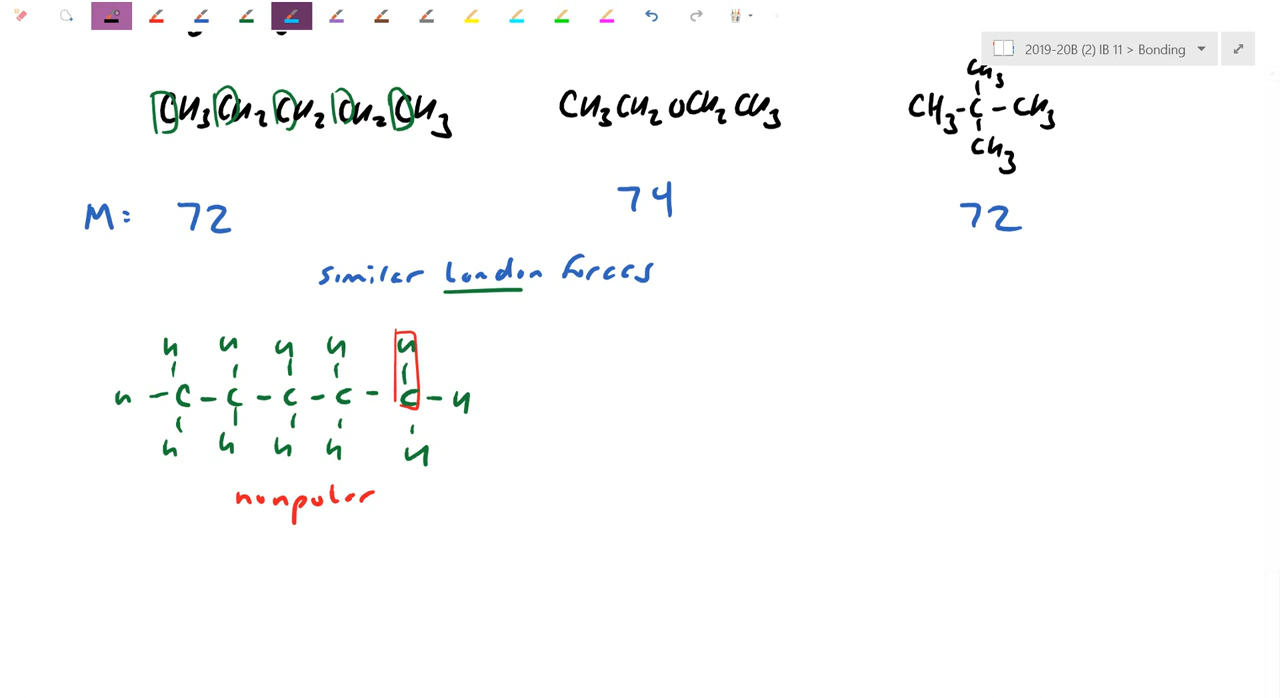 2019-20B (2) IB 11 > Bonding
CH₃CH₂CH₂CH₂CH₃
CH₃CH₂OCH₂CH₃
CH₃
CH₃-C-CH₃
CH₃
M: 72
74
72
Similar London forces
H H H H H
H-C-C-C-C-C-H
H H H H H
nonpolar